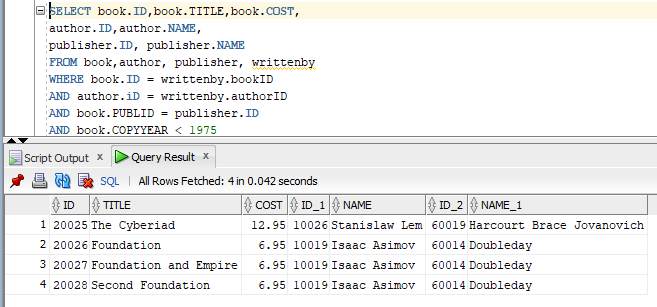 SELECT book.ID,book.TITLE,book.COST,
author.ID,author.NAME,
publisher.ID, publisher.NAME
FROM book,author, publisher, writtenby
WHERE book.ID = writtenby.bookID
AND author.iD = writtenby.authorID
AND book.PUBLID = publisher.ID
AND book.COPYYEAR < 1975
Script Output x Query Result x
SQL | All Rows Fetched: 4 in 0.042 seconds
ID TITLE COST ID_1 NAME ID_2 NAME_1
1 20025 The Cyberiad 12.95 10026 Stanislaw Lem 60019 Harcourt Brace Jovanovich
2 20026 Foundation 6.95 10019 Isaac Asimov 60014 Doubleday
3 20027 Foundation and Empire 6.95 10019 Isaac Asimov 60014 Doubleday
4 20028 Second Foundation 6.95 10019 Isaac Asimov 60014 Doubleday